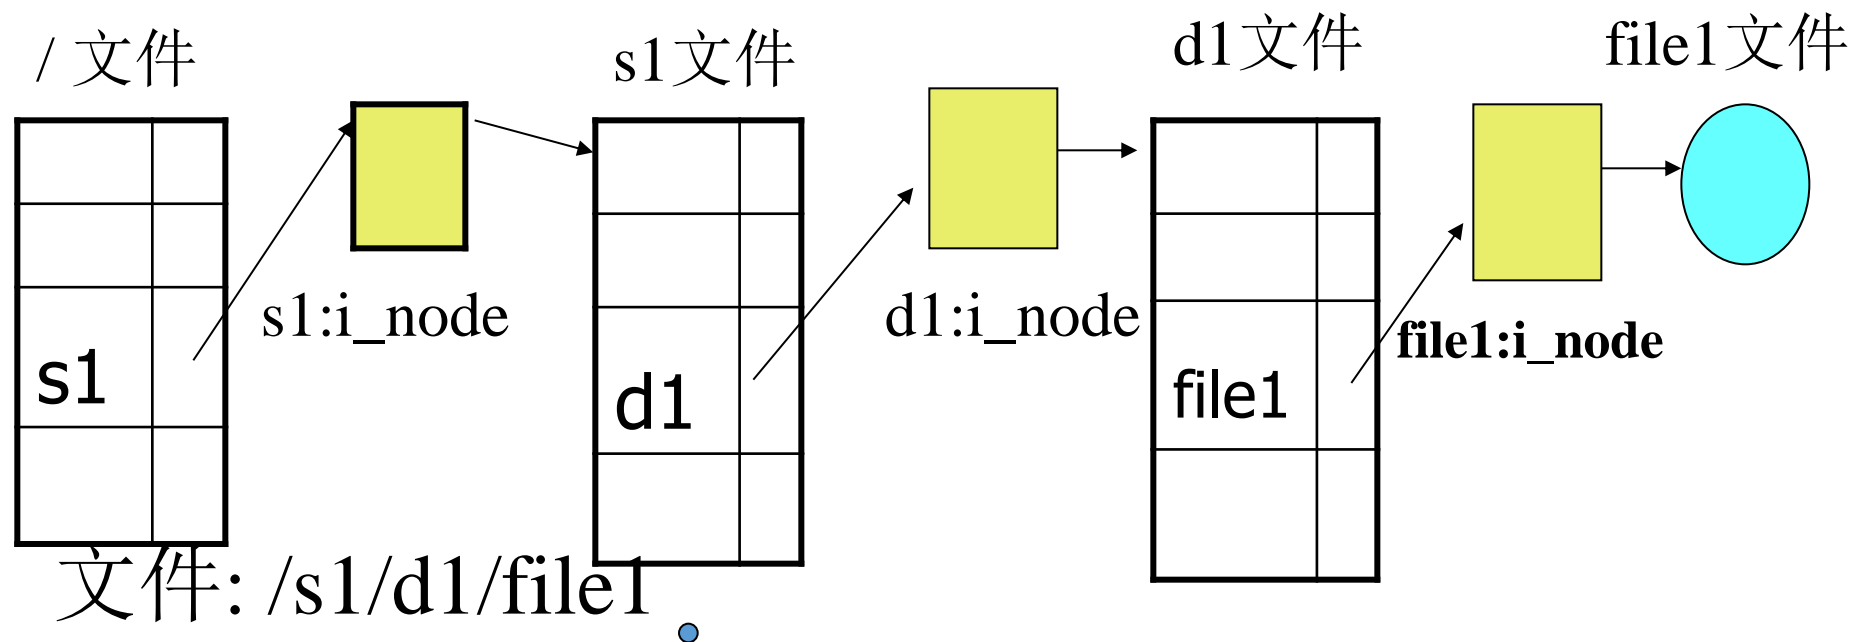 / 文件
s1文件
d1文件
file1文件
s1:i_node
d1:i_node
file1:i_node
s1
d1
file1
文件: /s1/d1/file1